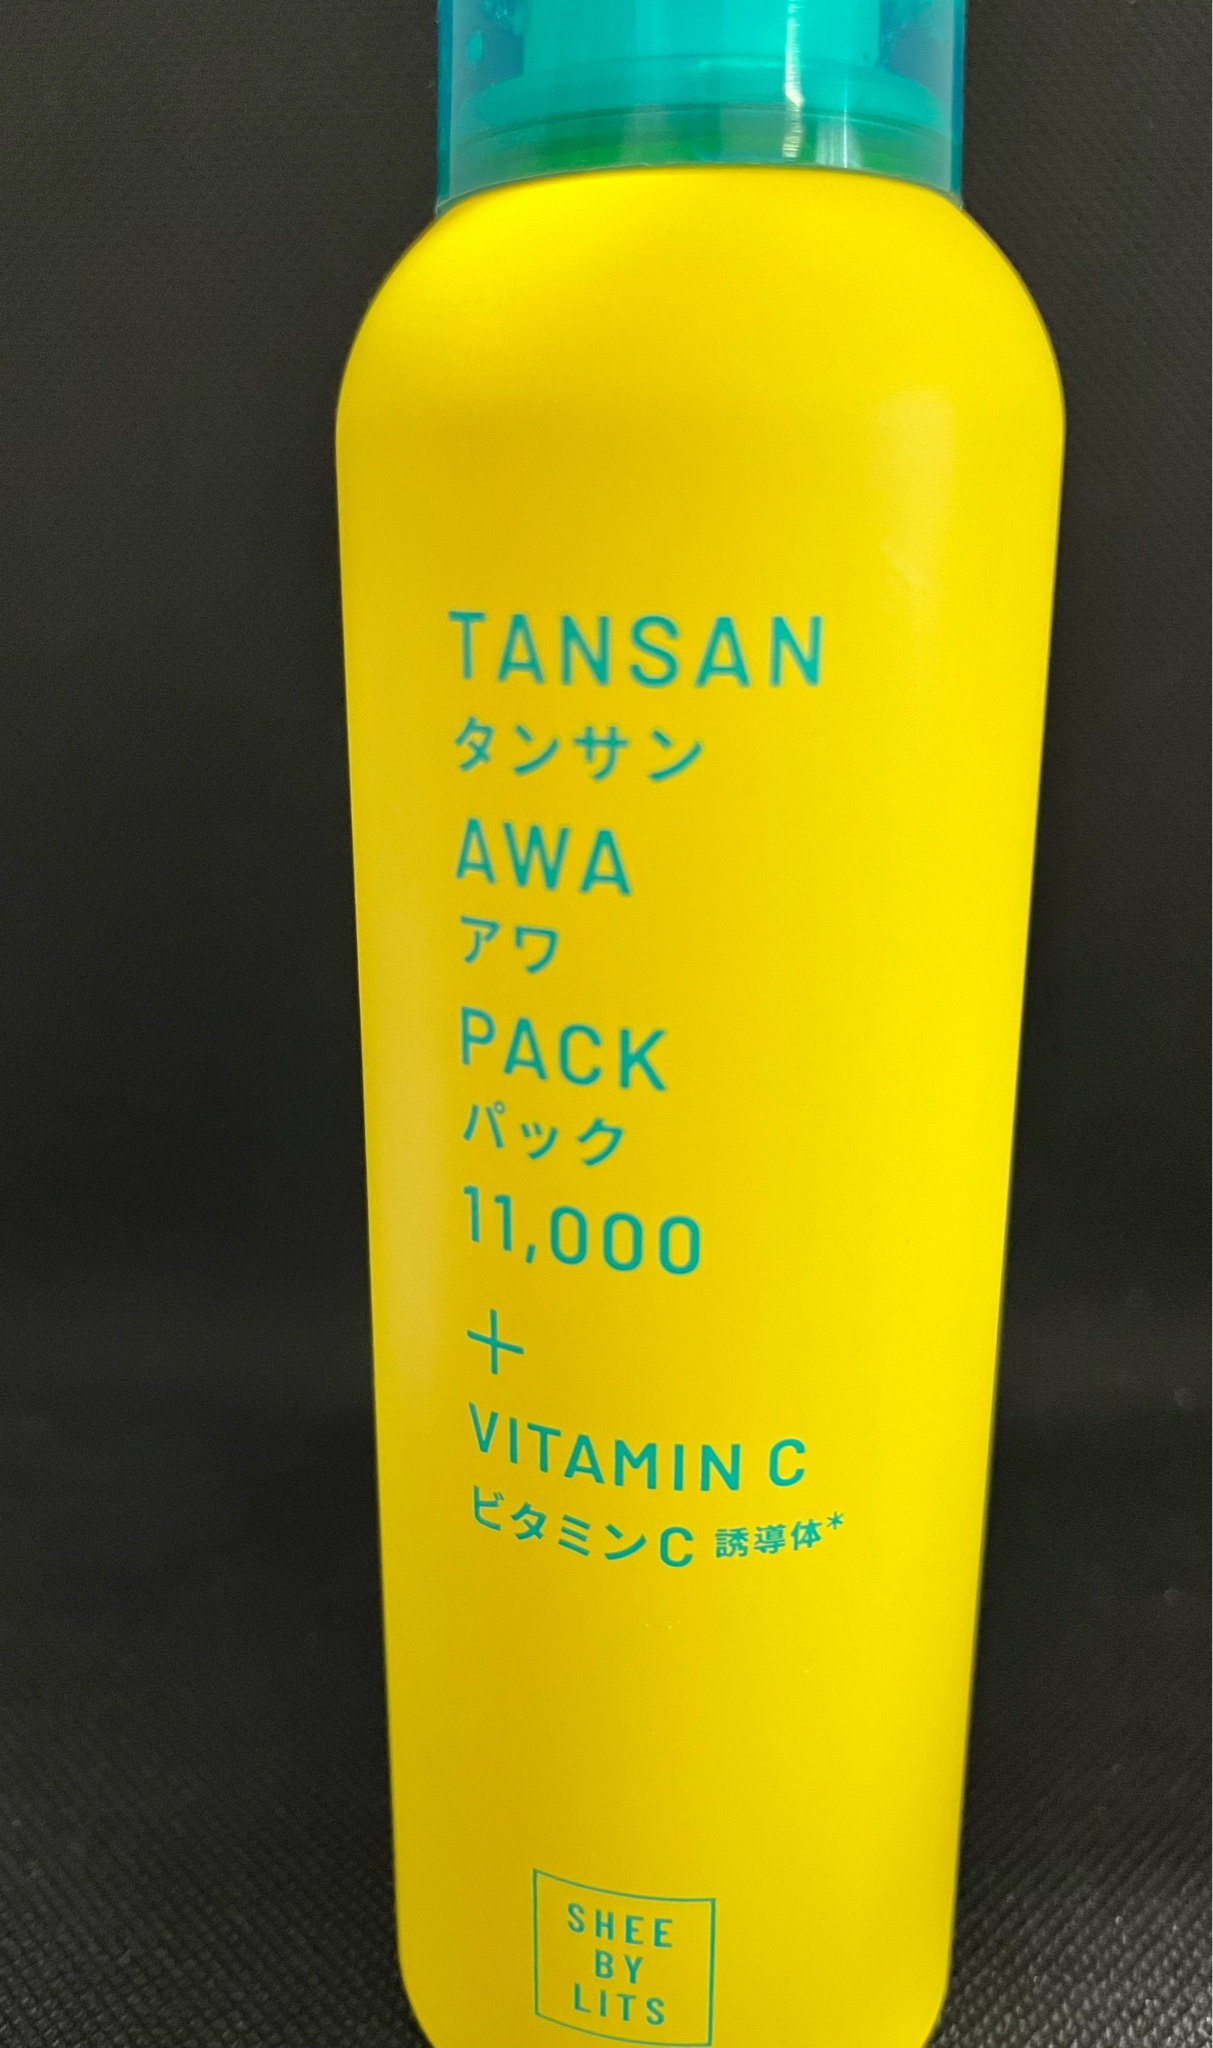 TANSAN
タンサン
AWA
アワ
PACK
パック
11,000
+
VITAMIN C
ビタミンC 誘導体*
SHEE
BY
LITS